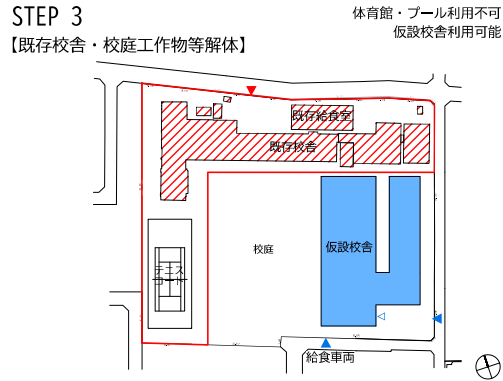 STEP 3
体育館・プール利用不可
仮設校舎利用可能
【既存校舎・校庭工作物等解体】
既存給食室
既存校舎
仮設校舎
校庭
テニス
コート
給食車両